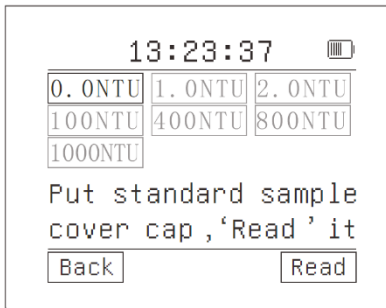 13:23:37
0.0NTU 1.0NTU 2.0NTU
100NTU 400NTU 800NTU
1000NTU
Put standard sample
cover cap ,‘Read ’ it
Back Read